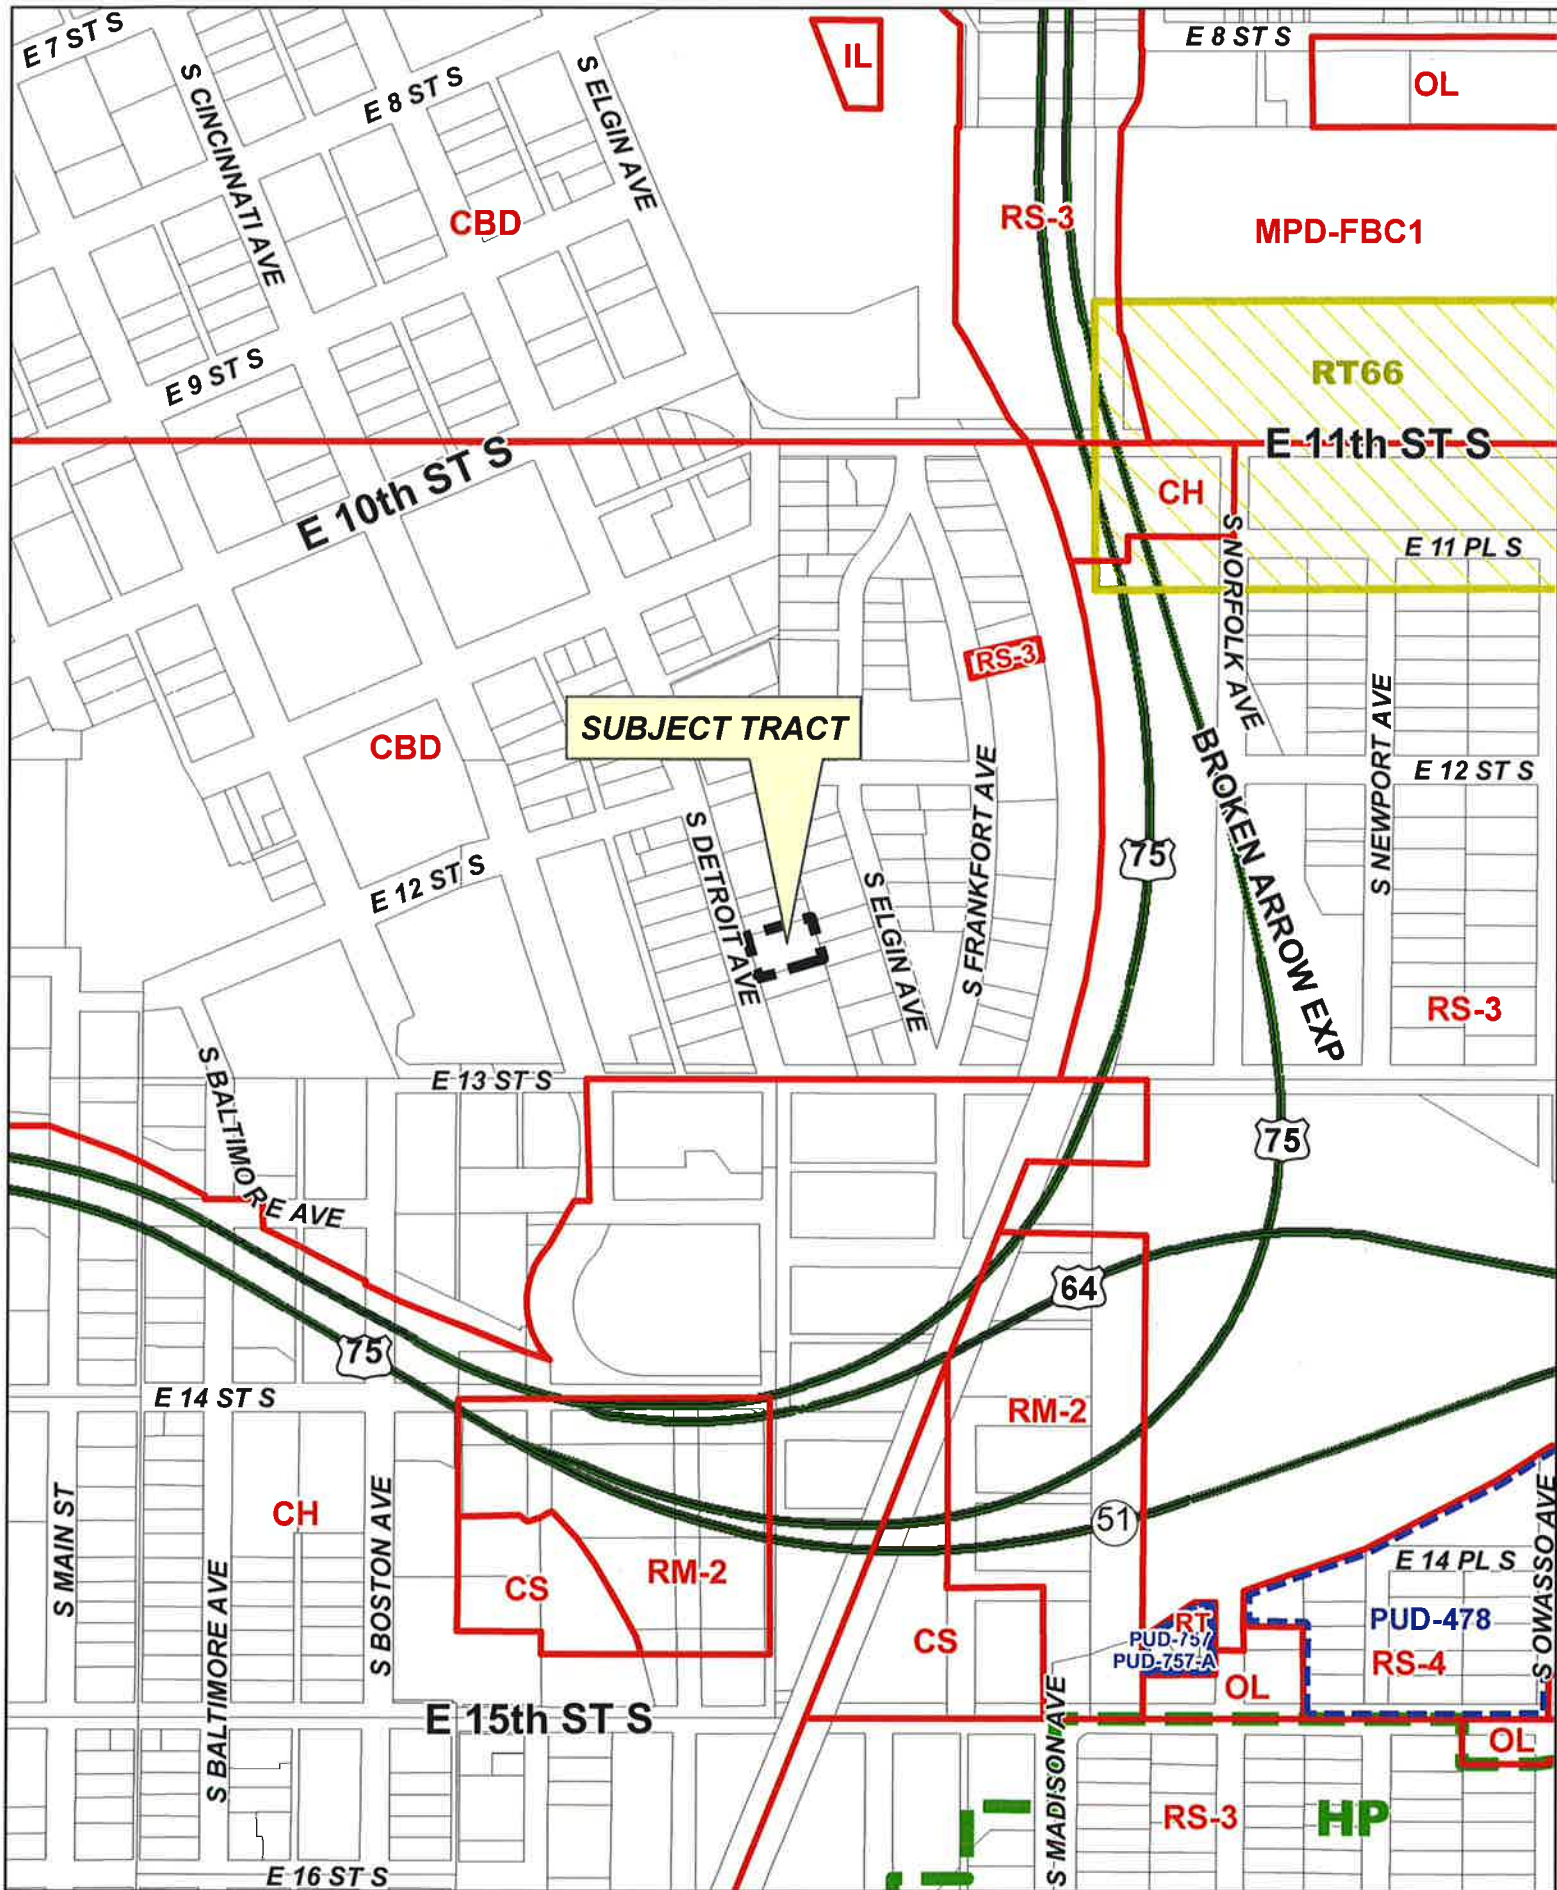 E 7 ST S
S CINCINNATI AVE
E 8 ST S
S ELGIN AVE
IL
E 8 ST S
OL
CBD
RS-3
MPD-FBC1
E 9 ST S
RT66
E 10th ST S
E 11th ST S
CH
S NORFOLK AVE
E 11 PL S
RS-3
SUBJECT TRACT
CBD
BROKEN ARROW EXP
S NEWPORT AVE
E 12 ST S
S DETROIT AVE
S FRANKFORT AVE
75
E 12 ST S
S ELGIN AVE
RS-3
S BALTIMORE AVE
E 13 ST S
75
64
75
E 14 ST S
RM-2
S MAIN ST
CH
S BOSTON AVE
51
S BALTIMORE AVE
CS
RM-2
CS
E 14 PL S
S OWASSO AVE
RT
PUD-757
PUD-757-A
PUD-478
RS-4
OL
E 15th ST S
S MADISON AVE
OL
RS-3
HP
E 16 ST S